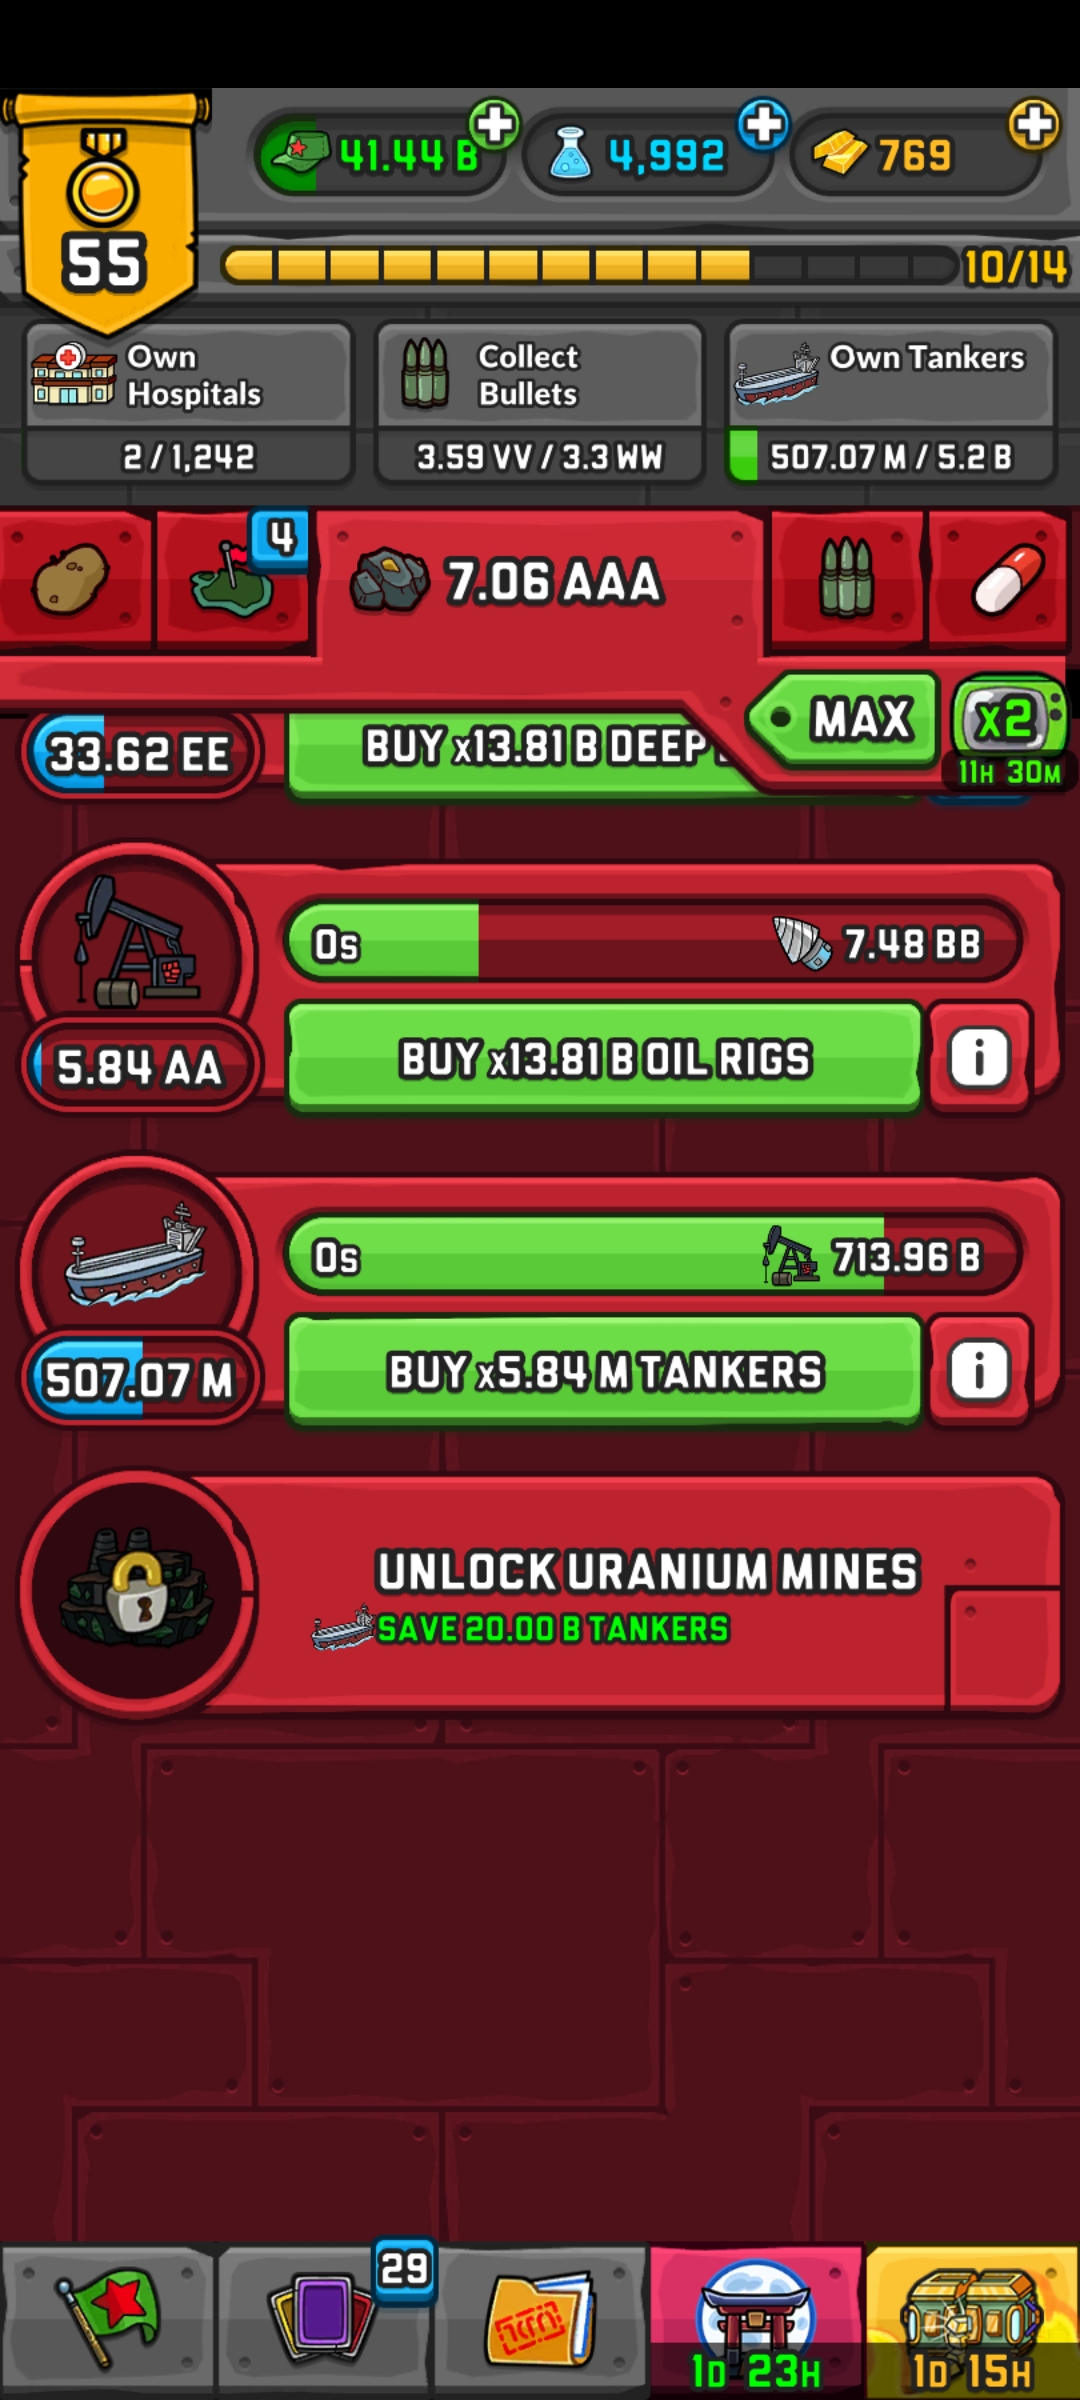 41.44 B
4,992
769
55
10/14
Own
Hospitals
2 / 1,242
Collect
Bullets
3.59 VV / 3.3 WW
Own Tankers
507.07 M / 5.2 B
4
7.06 AAA
MAX
x2
11H 30M
33.62 EE
BUY x13.81 B DEEP
0s
7.48 BB
5.84 AA
BUY x13.81 B OIL RIGS
i
0s
713.96 B
507.07 M
BUY x5.84 M TANKERS
i
UNLOCK URANIUM MINES
SAVE 20.00 B TANKERS
29
1D 23H
1D 15H